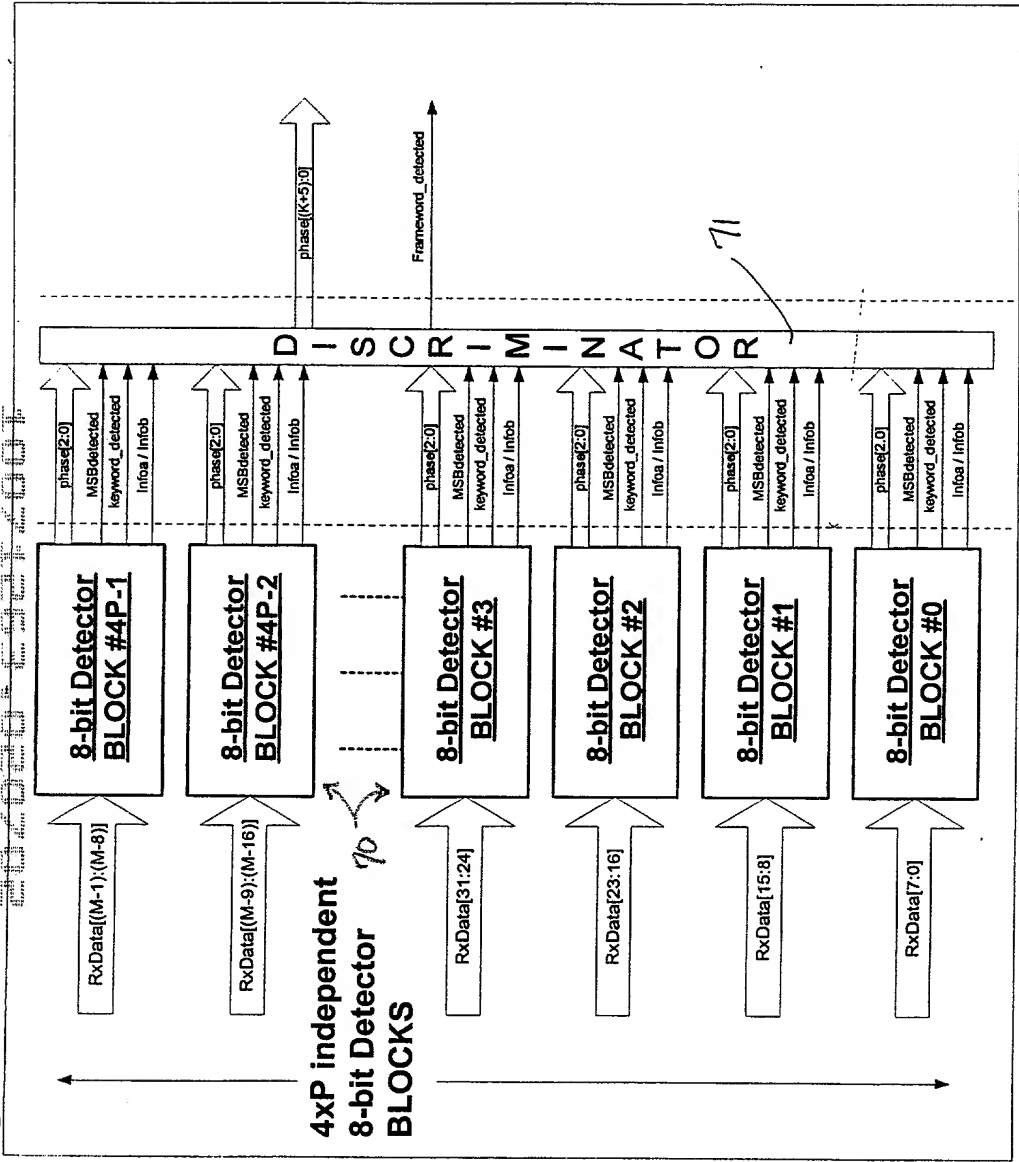 8-bit Detector
BLOCK #4P-1
RxData[(M-1):(M-8)]
phase[2:0]
MSBdetected
keyword_detected
Infoa / Infob
8-bit Detector
BLOCK #4P-2
RxData[(M-9):(M-16)]
phase[2:0]
MSBdetected
keyword_detected
Infoa / Infob
4xP independent
8-bit Detector
BLOCKS
70
8-bit Detector
BLOCK #3
RxData[31:24]
phase[2:0]
MSBdetected
keyword_detected
Infoa / Infob
8-bit Detector
BLOCK #2
RxData[23:16]
phase[2:0]
MSBdetected
keyword_detected
Infoa / Infob
8-bit Detector
BLOCK #1
RxData[15:8]
phase[2:0]
MSBdetected
keyword_detected
Infoa / Infob
8-bit Detector
BLOCK #0
RxData[7:0]
phase[2:0]
MSBdetected
keyword_detected
Infoa / Infob
DISCRIMINATOR
71
phase[(K+5):0]
Frameword_detected